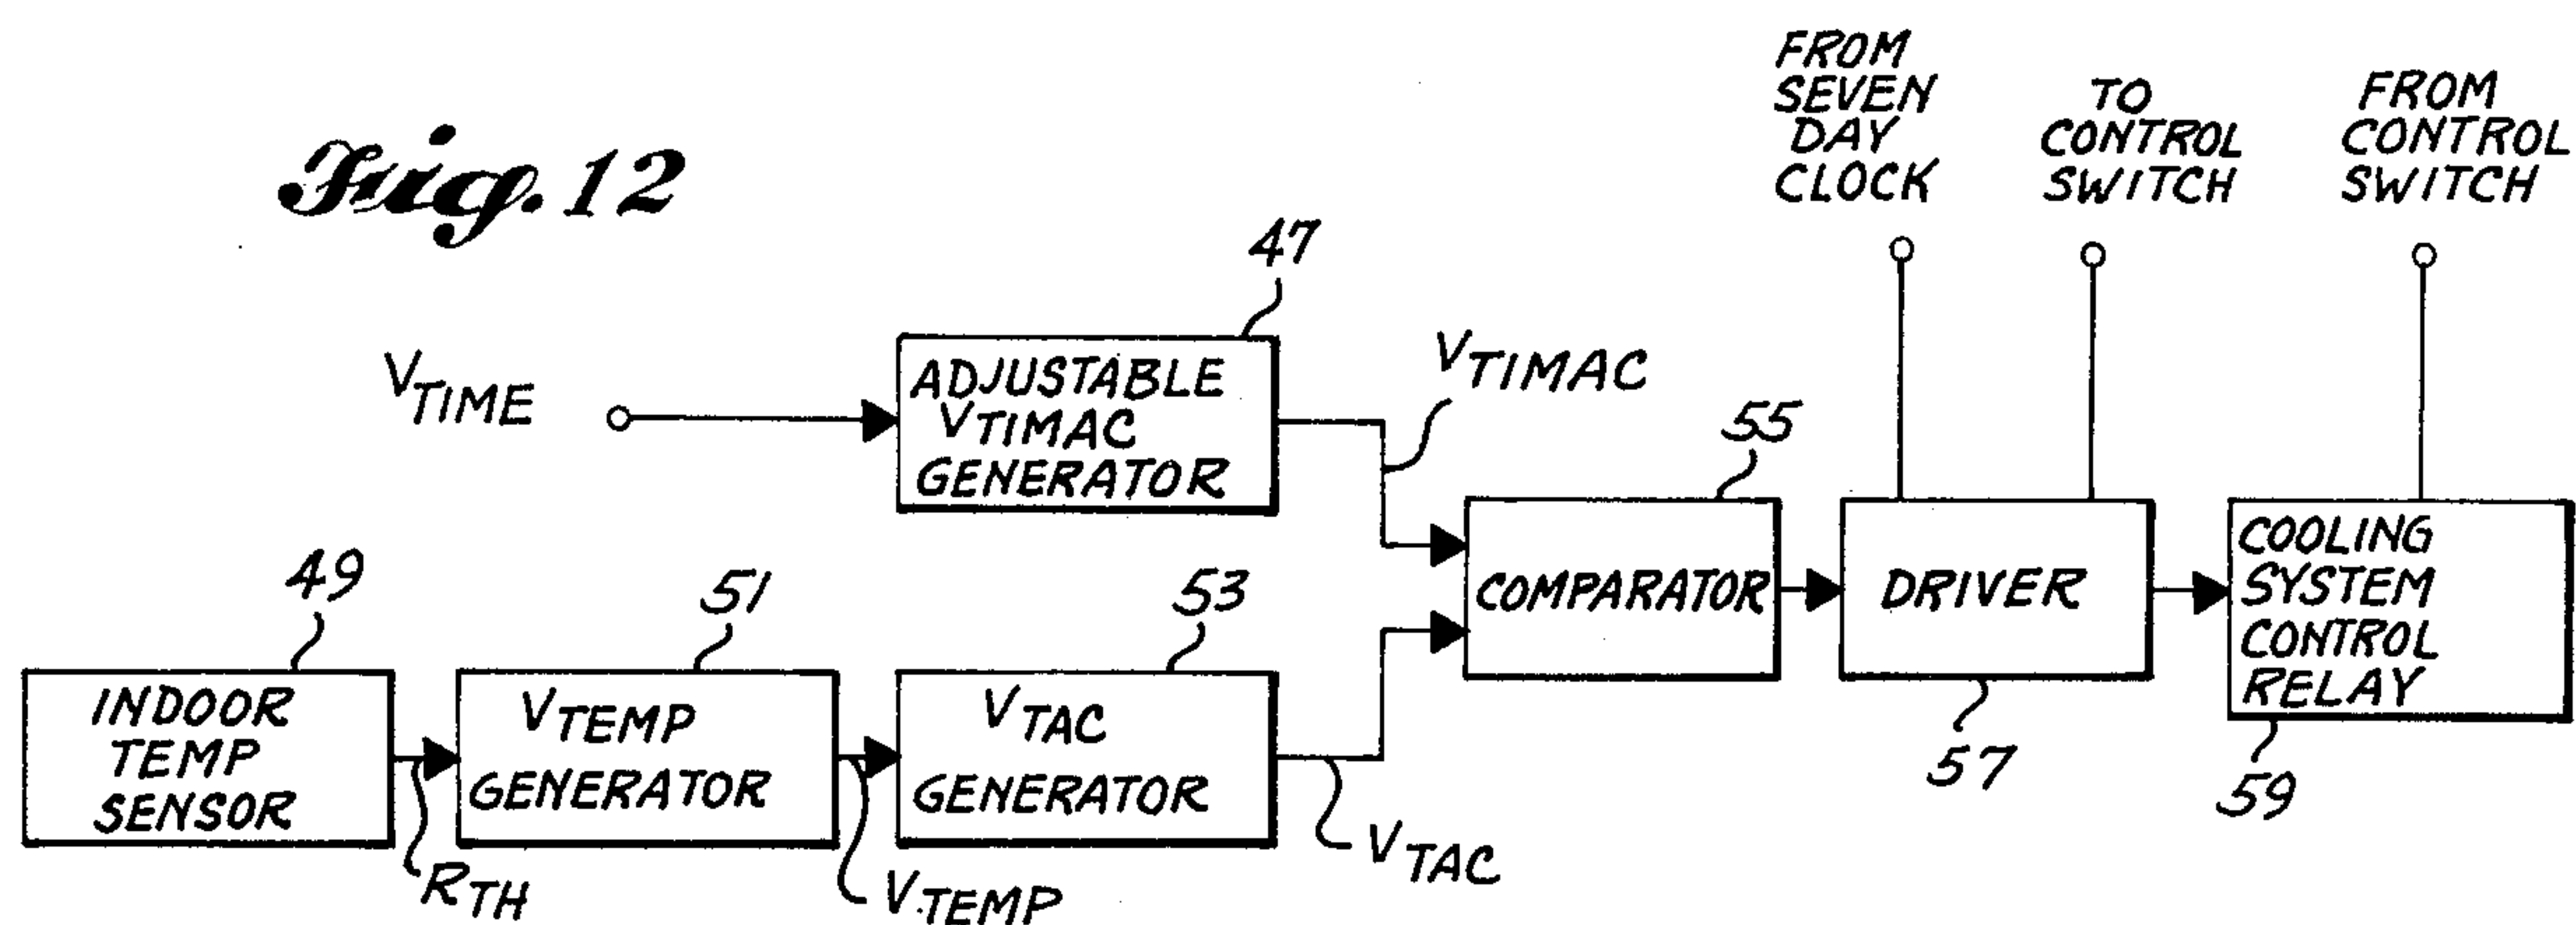 Fig. 12
FROM
SEVEN
DAY
CLOCK
TO
CONTROL
SWITCH
FROM
CONTROL
SWITCH
47
VTIME
ADJUSTABLE
VTIMAC
GENERATOR
VTIMAC
55
COMPARATOR
DRIVER
57
COOLING
SYSTEM
CONTROL
RELAY
59
49
INDOOR
TEMP
SENSOR
RTH
51
VTEMP
GENERATOR
VTEMP
53
VTAC
GENERATOR
VTAC